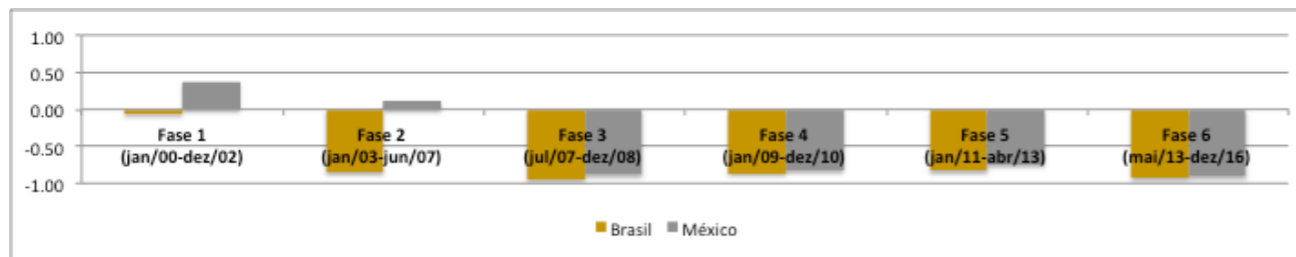 1.00
0.50
0.00
-0.50
-1.00
Fase 1
(jan/00-dez/02)
Fase 2
(jan/03-jun/07)
Fase 3
(jul/07-dez/08)
Fase 4
(jan/09-dez/10)
Fase 5
(jan/11-abr/13)
Fase 6
(mai/13-dez/16)
Brasil México